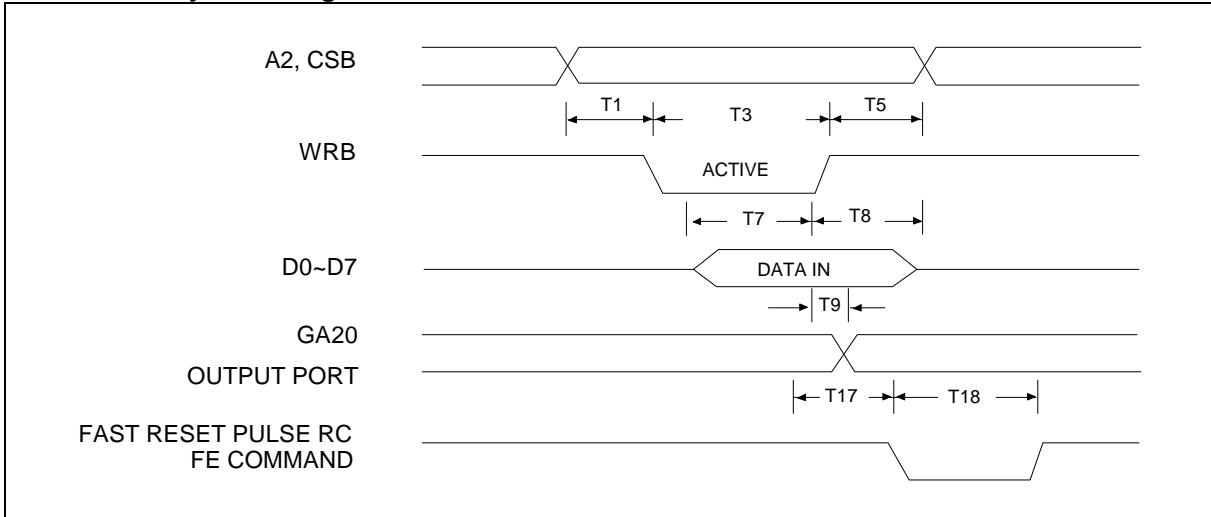 A2, CSB
T1
T3
T5
WRB
ACTIVE
T7
T8
D0~D7
DATA IN
T9
GA20
OUTPUT PORT
T17
T18
FAST RESET PULSE RC
FE COMMAND